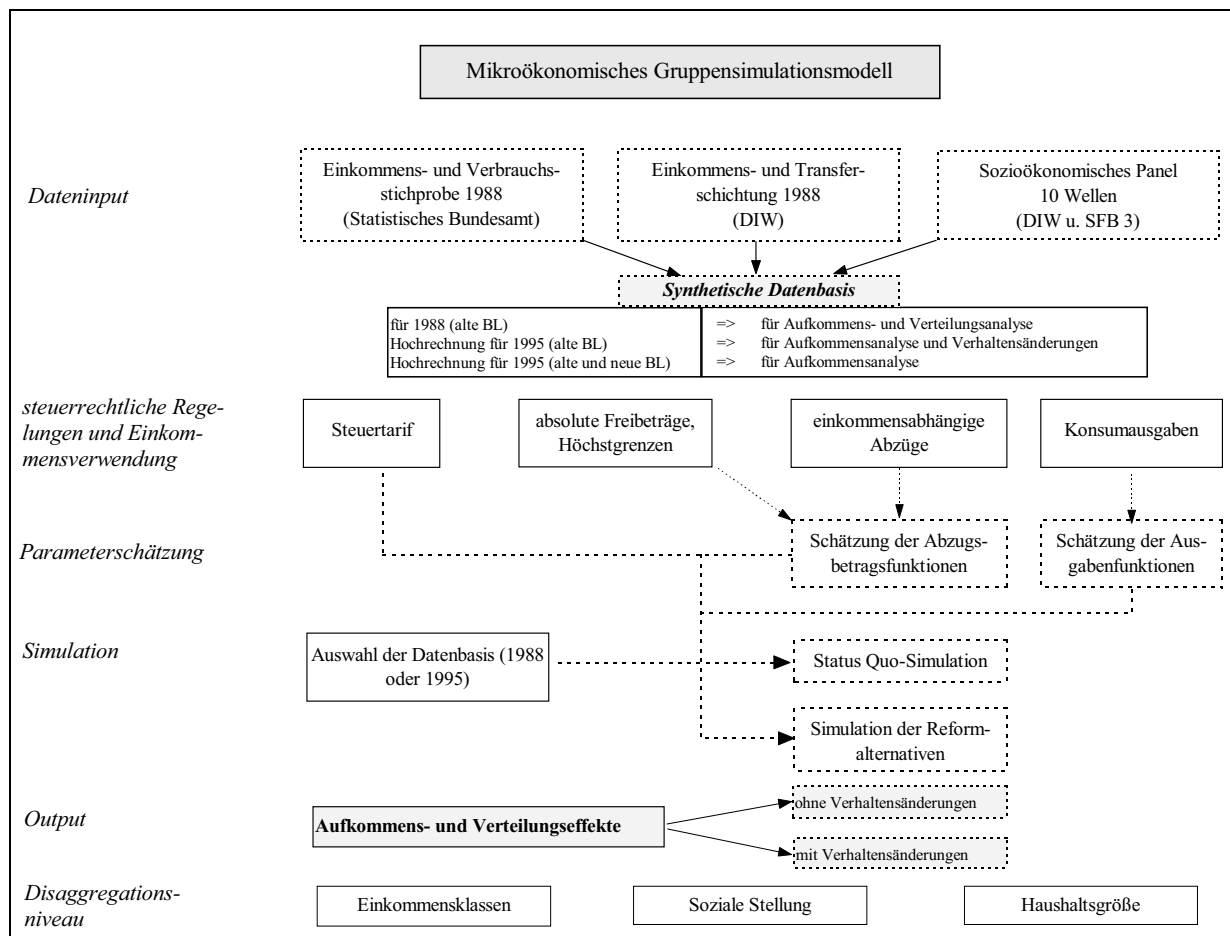 Mikroökonomisches Gruppensimulationsmodell
Dateninput
Einkommens- und Verbrauchs-
stichprobe 1988
(Statistisches Bundesamt)
Einkommens- und Transfer-
schichtung 1988
(DIW)
Sozioökonomisches Panel
10 Wellen
(DIW u. SFB 3)
Synthetische Datenbasis
für 1988 (alte BL) => für Aufkommens- und Verteilungsanalyse
Hochrechnung für 1995 (alte BL) => für Aufkommensanalyse und Verhaltensänderungen
Hochrechnung für 1995 (alte und neue BL) => für Aufkommensanalyse
steuerrechtliche Rege-
lungen und Einkom-
mensverwendung
Steuertarif
absolute Freibeträge,
Höchstgrenzen
einkommensabhängige
Abzüge
Konsumausgaben
Parameterschätzung
Schätzung der Abzugs-
betragsfunktionen
Schätzung der Aus-
gabenfunktionen
Simulation
Auswahl der Datenbasis (1988
oder 1995)
Status Quo-Simulation
Simulation der Reform-
alternativen
Output
Aufkommens- und Verteilungseffekte
ohne Verhaltensänderungen
mit Verhaltensänderungen
Disaggregations-
niveau
Einkommensklassen
Soziale Stellung
Haushaltsgröße